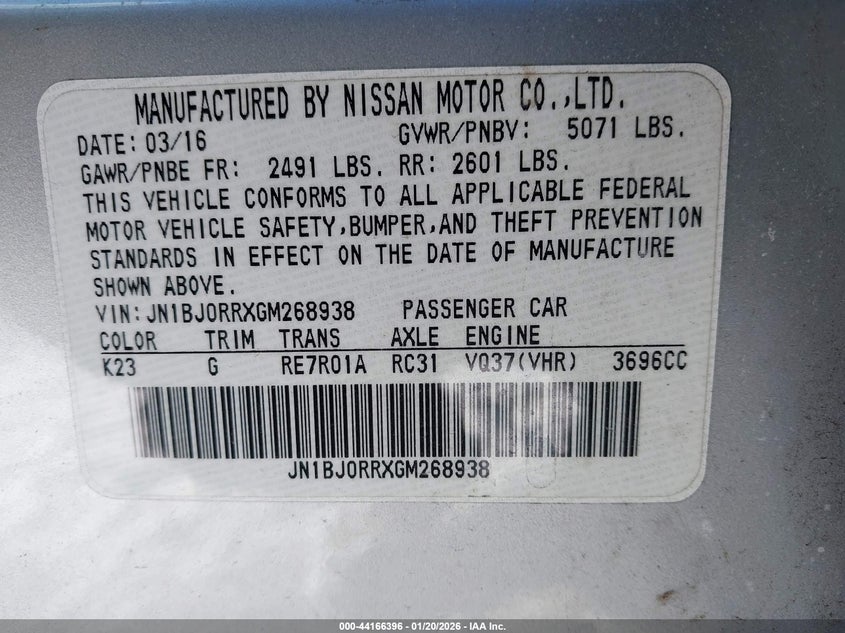 MANUFACTURED BY NISSAN MOTOR CO.,LTD.
DATE: 03/16 GVWR/PNBV: 5071 LBS.
GAWR/PNBE FR: 2491 LBS. RR: 2601 LBS.
THIS VEHICLE CONFORMS TO ALL APPLICABLE FEDERAL
MOTOR VEHICLE SAFETY,BUMPER,AND THEFT PREVENTION
STANDARDS IN EFFECT ON THE DATE OF MANUFACTURE
SHOWN ABOVE.
VIN: JN1BJ0RRXGM268938 PASSENGER CAR
COLOR TRIM TRANS AXLE ENGINE
K23 G RE7R01A RC31 VQ37(VHR) 3696CC
JN1BJ0RRXGM268938
000-44166396 - 01/20/2026 - IAA Inc.